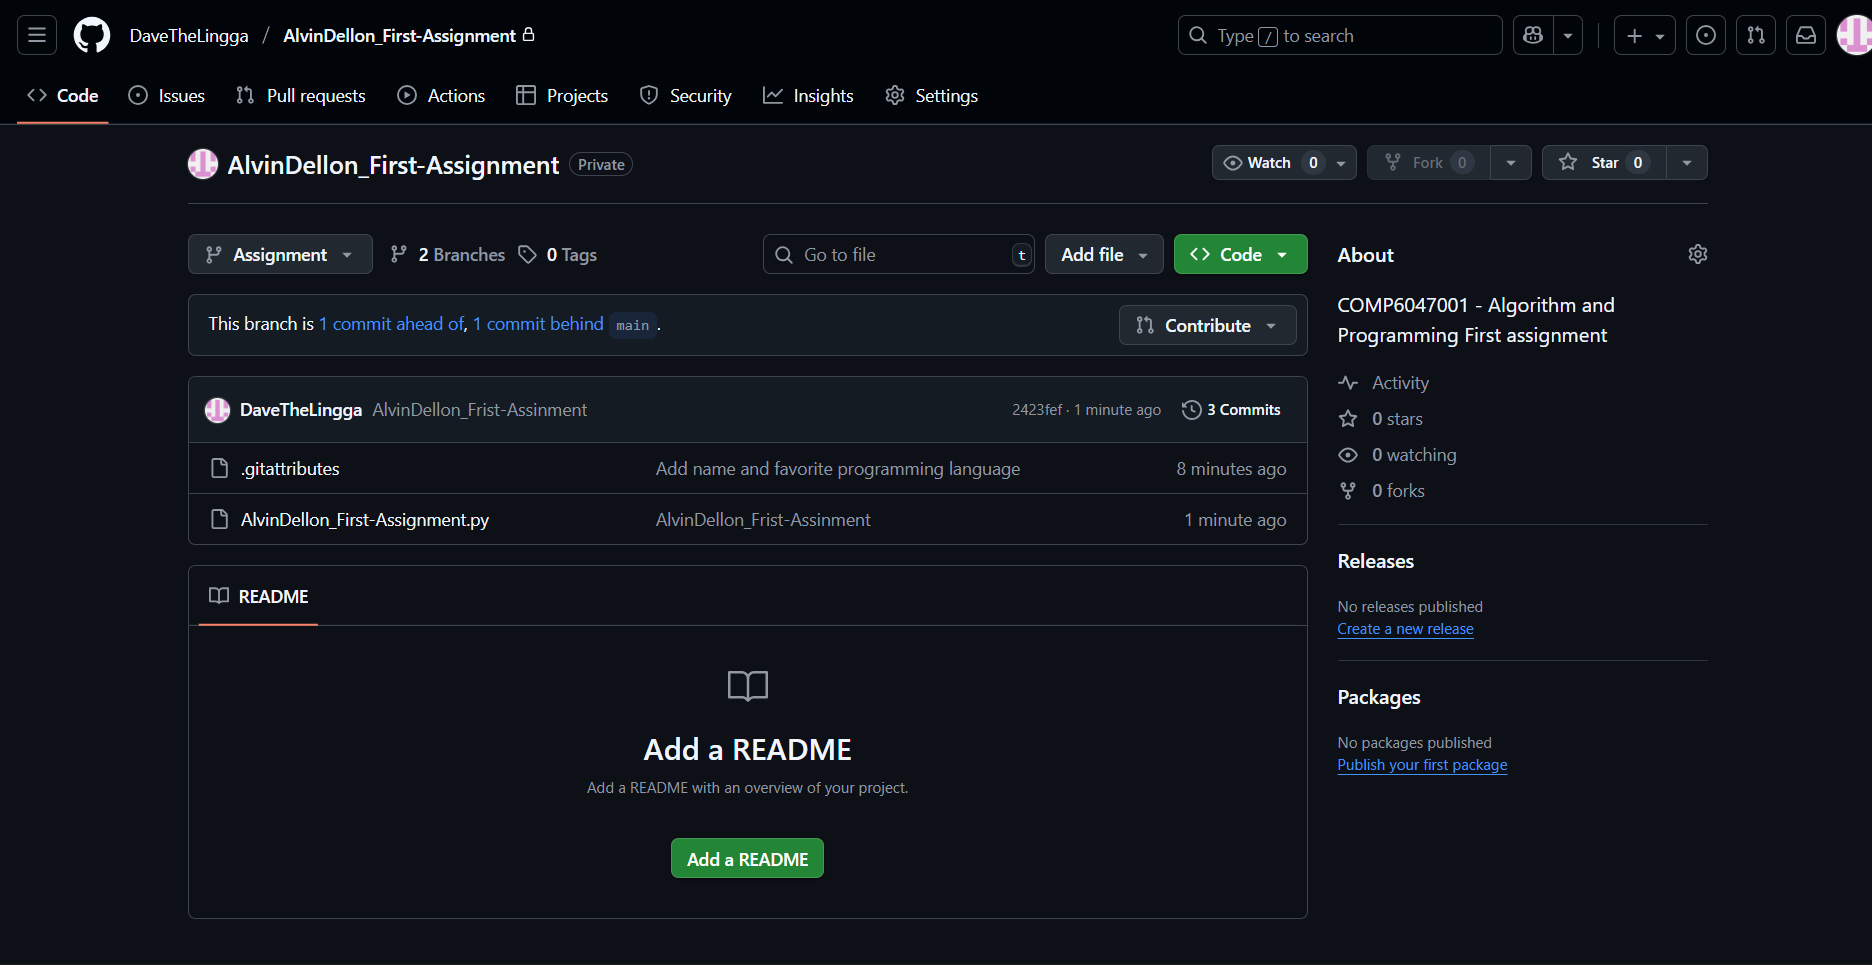 DaveTheLingga / AlvinDellon_First-Assignment
Type / to search
Code
Issues
Pull requests
Actions
Projects
Security
Insights
Settings
AlvinDellon_First-Assignment Private
Watch 0
Fork 0
Star 0
Assignment
2 Branches
0 Tags
Go to file t
Add file
Code
This branch is 1 commit ahead of, 1 commit behind main .
Contribute
DaveTheLingga AlvinDellon_Frist-Assinment 2423fef · 1 minute ago 3 Commits
.gitattributes Add name and favorite programming language 8 minutes ago
AlvinDellon_First-Assignment.py AlvinDellon_Frist-Assinment 1 minute ago
README
Add a README
Add a README with an overview of your project.
Add a README
About
COMP6047001 - Algorithm and
Programming First assignment
Activity
0 stars
0 watching
0 forks
Releases
No releases published
Create a new release
Packages
No packages published
Publish your first package